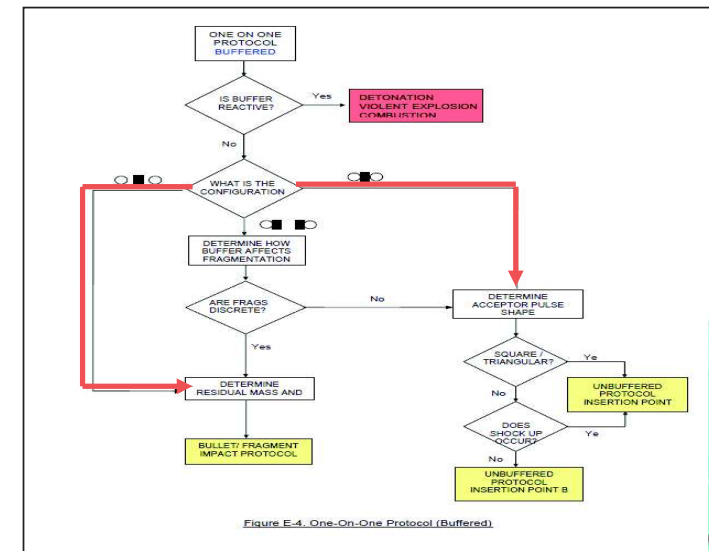 ONE ON ONE
PROTOCOL
BUFFERED
IS BUFFER
REACTIVE?
Yes
DETONATION
VIOLENT EXPLOSION
COMBUSTION
No
WHAT IS THE
CONFIGURATION
DETERMINE HOW
BUFFER AFFECTS
FRAGMENTATION
ARE FRAGS
DISCRETE?
No
DETERMINE
ACCEPTOR PULSE
SHAPE
Yes
SQUARE /
TRIANGULAR?
Ye
DETERMINE
RESIDUAL MASS AND
No
UNBUFFERED
PROTOCOL
INSERTION POINT
BULLET/ FRAGMENT
IMPACT PROTOCOL
DOES
SHOCK UP
OCCUR?
Ye
No
UNBUFFERED
PROTOCOL
INSERTION POINT B
Figure E-4. One-On-One Protocol (Buffered)